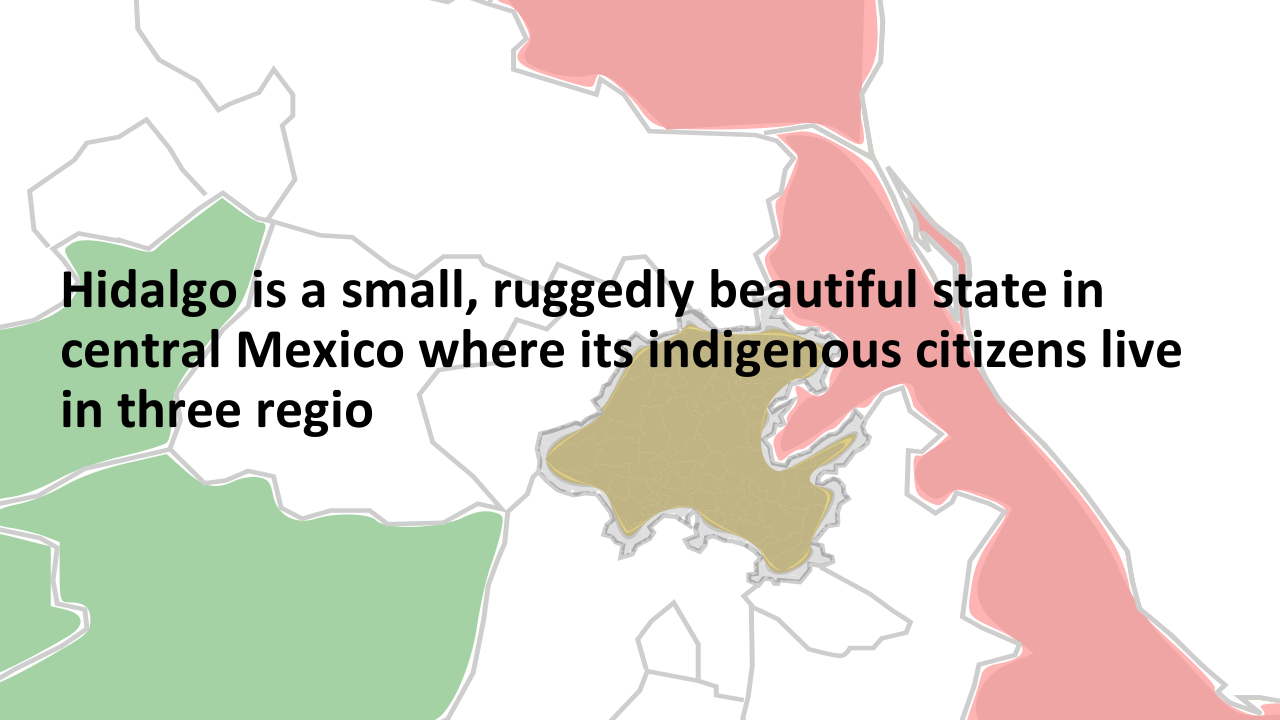 Hidalgo is a small, ruggedly beautiful state in
central Mexico where its indigenous citizens live
in three regio